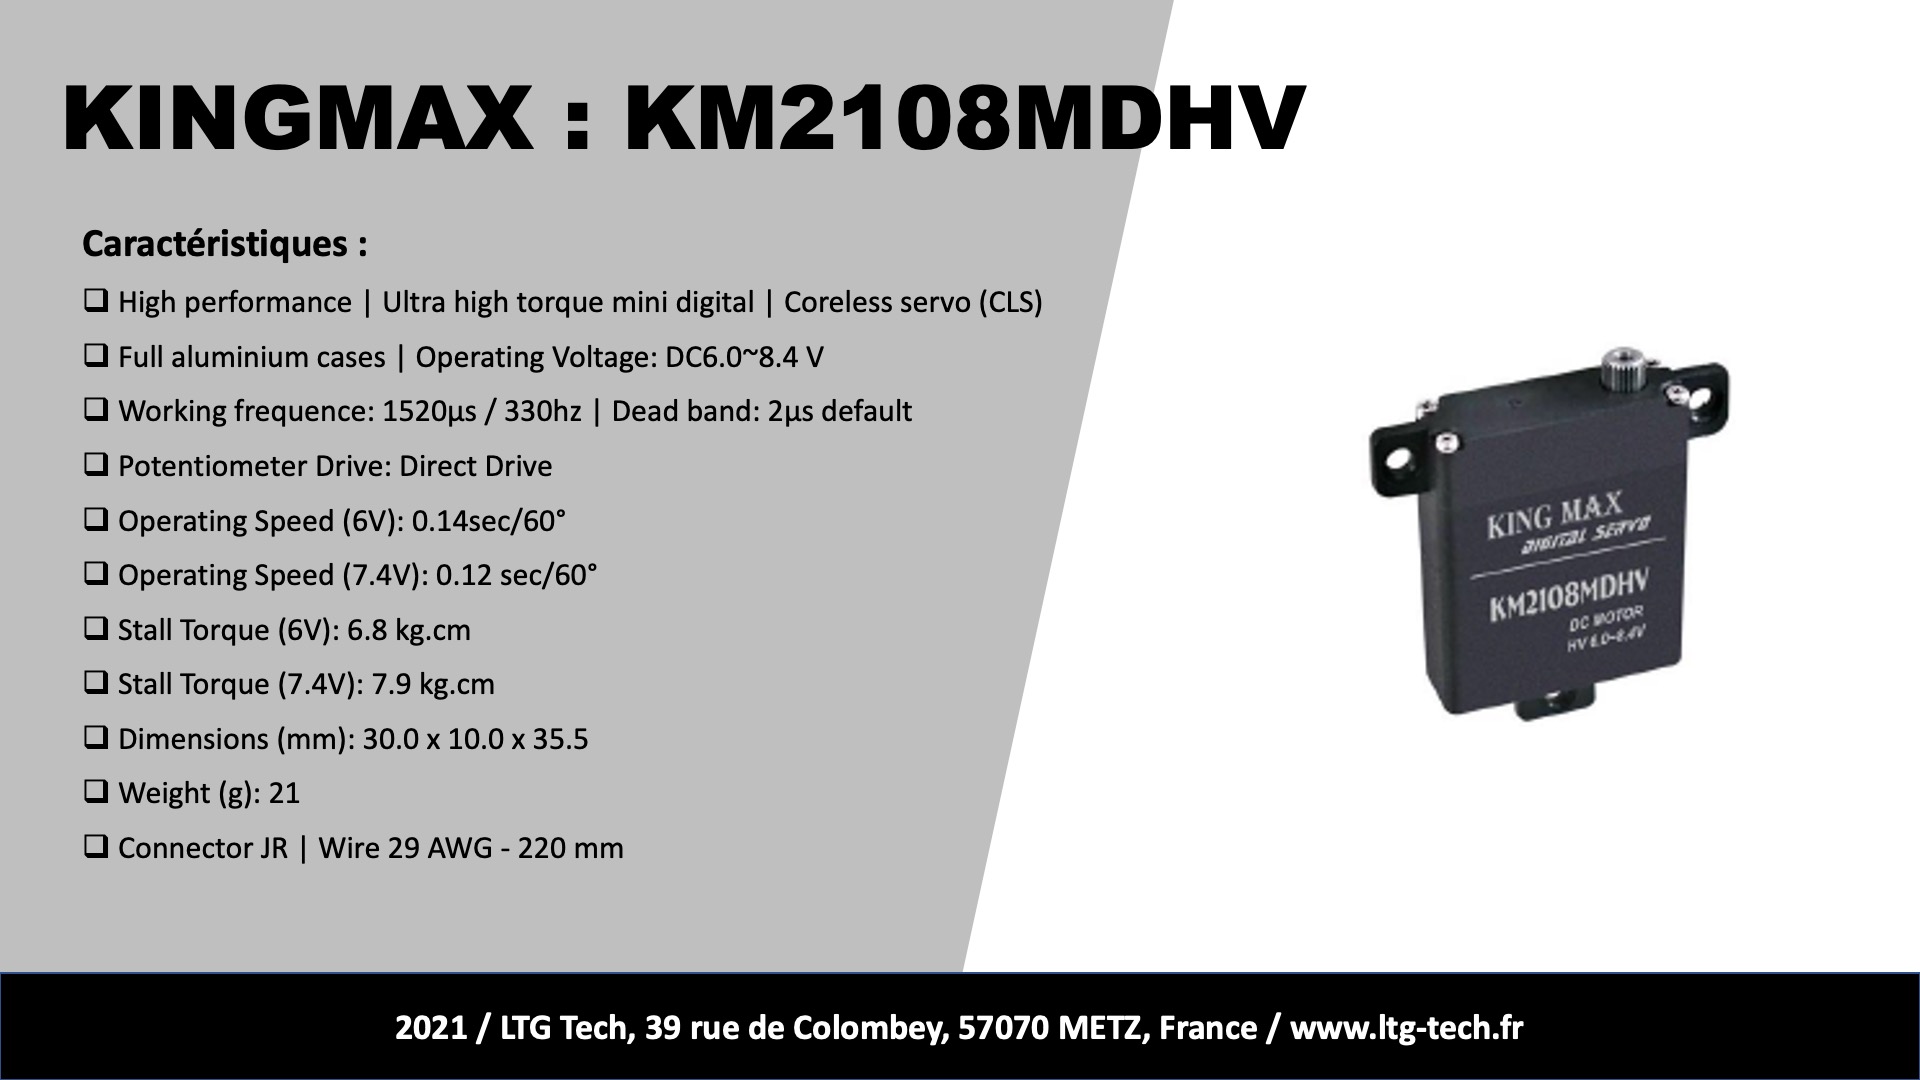 KINGMAX : KM2108MDHV
Caractéristiques :
High performance | Ultra high torque mini digital | Coreless servo (CLS)
Full aluminium cases | Operating Voltage: DC6.0~8.4 V
Working frequence: 1520µs / 330hz | Dead band: 2µs default
Potentiometer Drive: Direct Drive
Operating Speed (6V): 0.14sec/60°
Operating Speed (7.4V): 0.12 sec/60°
Stall Torque (6V): 6.8 kg.cm
Stall Torque (7.4V): 7.9 kg.cm
Dimensions (mm): 30.0 x 10.0 x 35.5
Weight (g): 21
Connector JR | Wire 29 AWG - 220 mm
KING MAX
DIGITAL SERVO
KM2108MDHV
DC MOTOR
HV 6.0~8.4V
2021 / LTG Tech, 39 rue de Colombey, 57070 METZ, France / www.ltg-tech.fr